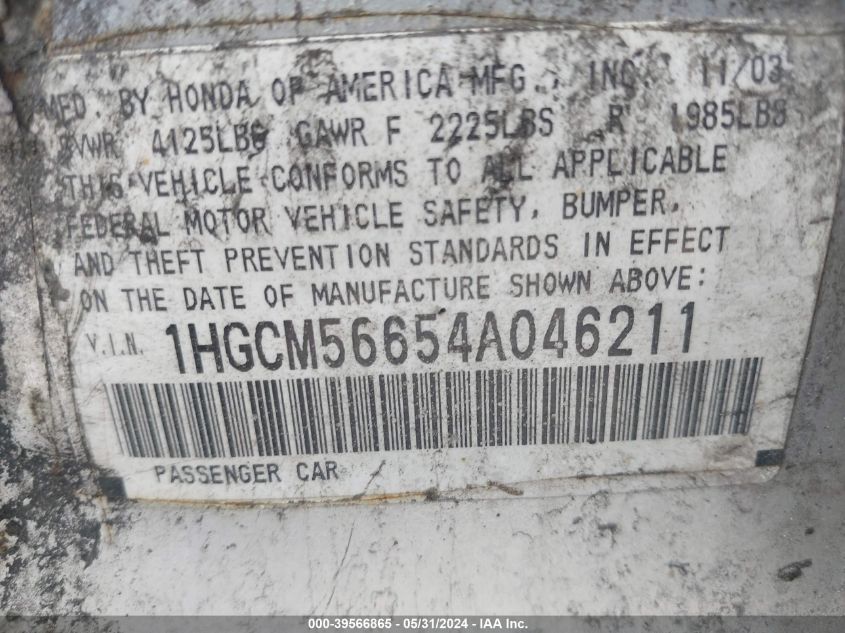 MFD. BY HONDA OF AMERICA MFG., INC. 11/03
GVWR 4125LBS GAWR F 2225LBS R 1985LBS
THIS VEHICLE CONFORMS TO ALL APPLICABLE
FEDERAL MOTOR VEHICLE SAFETY, BUMPER,
AND THEFT PREVENTION STANDARDS IN EFFECT
ON THE DATE OF MANUFACTURE SHOWN ABOVE:
V.I.N. 1HGCM56654A046211
PASSENGER CAR
000-39566865 - 05/31/2024 - IAA Inc.